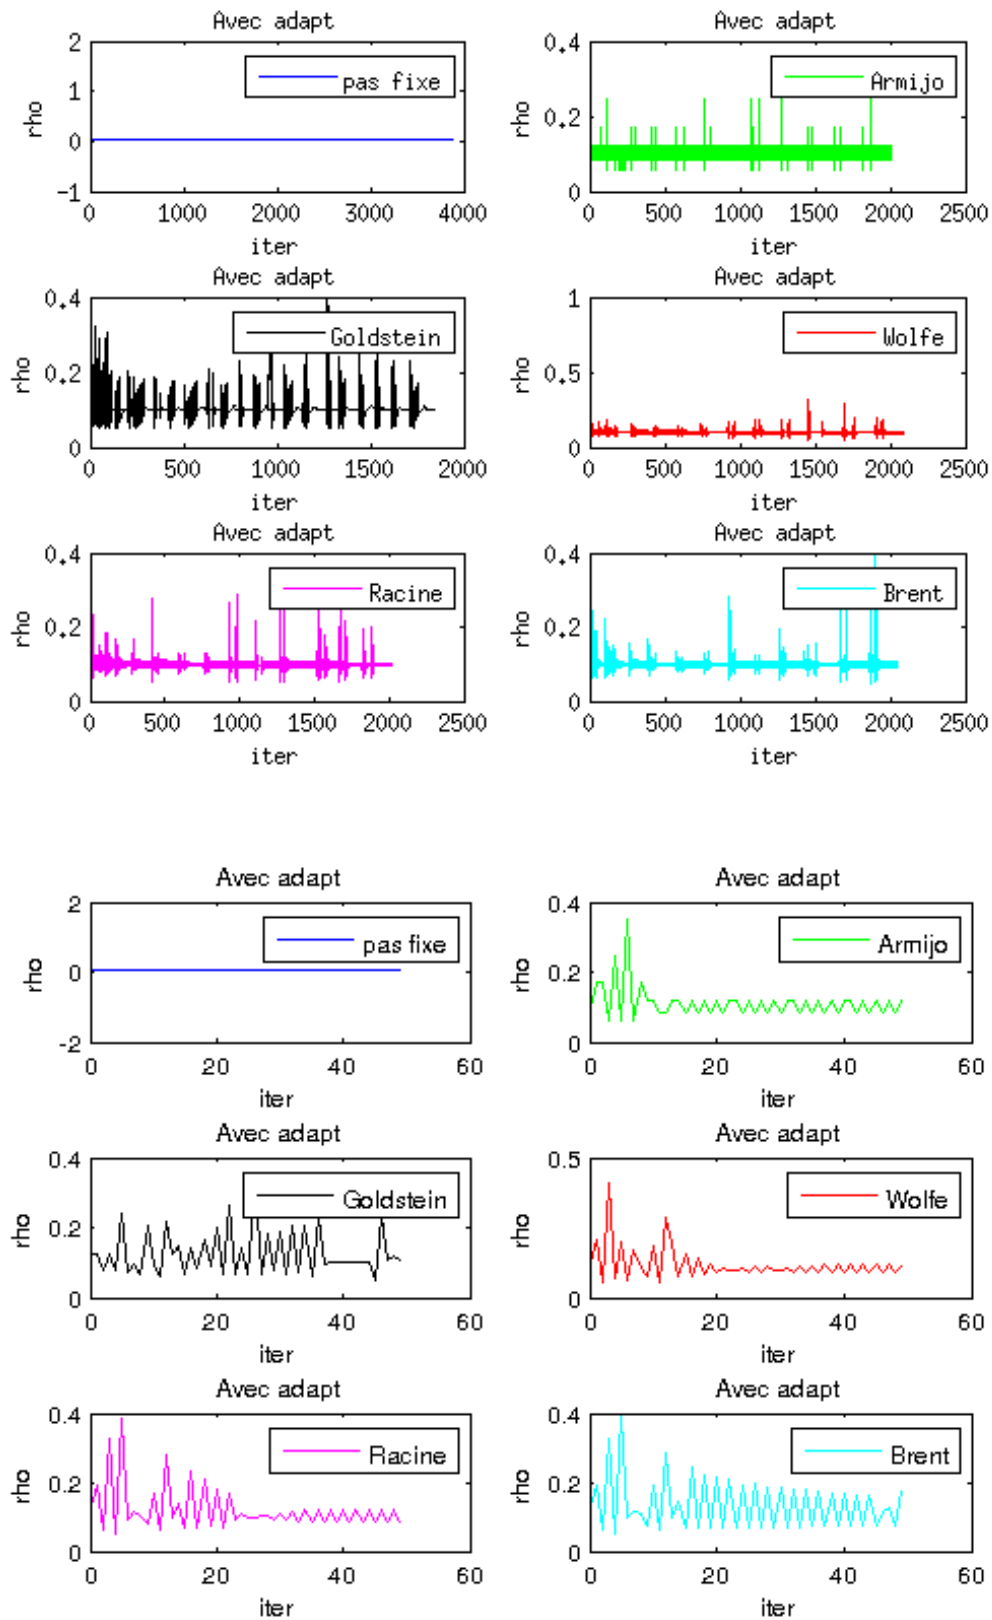 Avec adapt
Avec adapt
2
1
0
-1
rho
pas fixe
0 1000 2000 3000 4000
iter
0.4
0.2
0
rho
Armijo
0 500 1000 1500 2000 2500
iter
Avec adapt
Avec adapt
0.4
0.2
0
rho
Goldstein
0 500 1000 1500 2000
iter
1
0.5
0
rho
Wolfe
0 500 1000 1500 2000 2500
iter
Avec adapt
Avec adapt
0.4
0.2
0
rho
Racine
0 500 1000 1500 2000 2500
iter
0.4
0.2
0
rho
Brent
0 500 1000 1500 2000 2500
iter
Avec adapt
Avec adapt
2
0
-2
rho
pas fixe
0 20 40 60
iter
0.4
0.2
0
rho
Armijo
0 20 40 60
iter
Avec adapt
Avec adapt
0.4
0.2
0
rho
Goldstein
0 20 40 60
iter
0.5
0
rho
Wolfe
0 20 40 60
iter
Avec adapt
Avec adapt
0.4
0.2
0
rho
Racine
0 20 40 60
iter
0.4
0.2
0
rho
Brent
0 20 40 60
iter